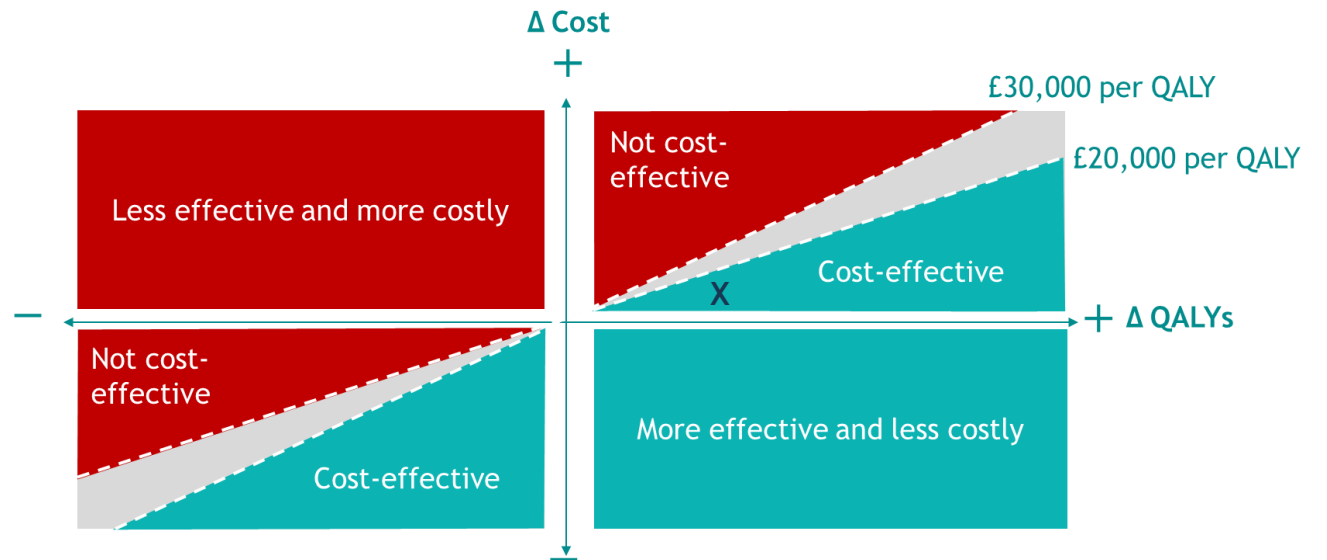 Δ Cost
+
£30,000 per QALY
Not cost-
effective
£20,000 per QALY
Less effective and more costly
Cost-effective
X
−
+ Δ QALYs
Not cost-
effective
More effective and less costly
Cost-effective
−